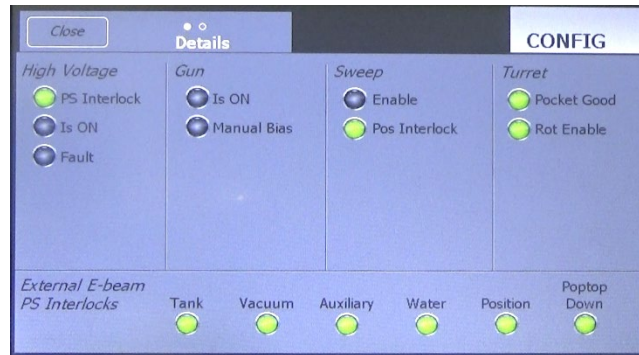 Close
Details
CONFIG
High Voltage
PS Interlock
Is ON
Fault
Gun
Is ON
Manual Bias
Sweep
Enable
Pos Interlock
Turret
Pocket Good
Rot Enable
External E-beam
PS Interlocks
Tank
Vacuum
Auxiliary
Water
Position
Poptop
Down